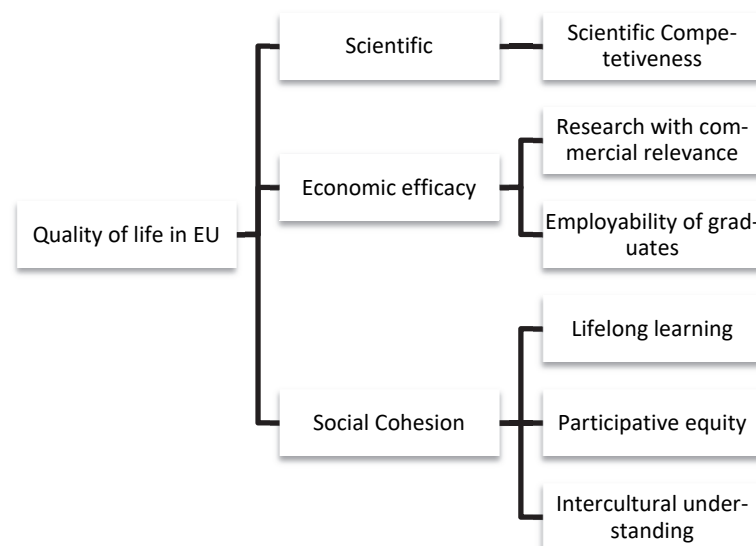 Scientific
Scientific Compe-
tetiveness
Research with com-
mercial relevance
Economic efficacy
Employability of grad-
uates
Quality of life in EU
Lifelong learning
Social Cohesion
Participative equity
Intercultural under-
standing